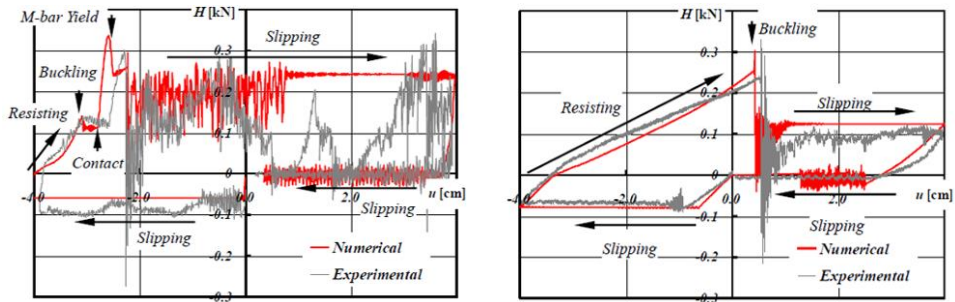 M-bar Yield
H [kN]
Slipping
0.3
Buckling
0.2
Resisting
0.1
Contact
0.0
-4.0
-2.0
0.0
2.0
u [cm]
-0.1
Slipping
Slipping
Numerical
-0.2
Experimental
-0.3
H [kN]
Buckling
0.3
Resisting
0.2
Slipping
0.1
0.0
-4.0
-2.0
0.0
2.0
u [cm]
-0.1
Slipping
Slipping
Numerical
-0.2
Experimental
-0.3